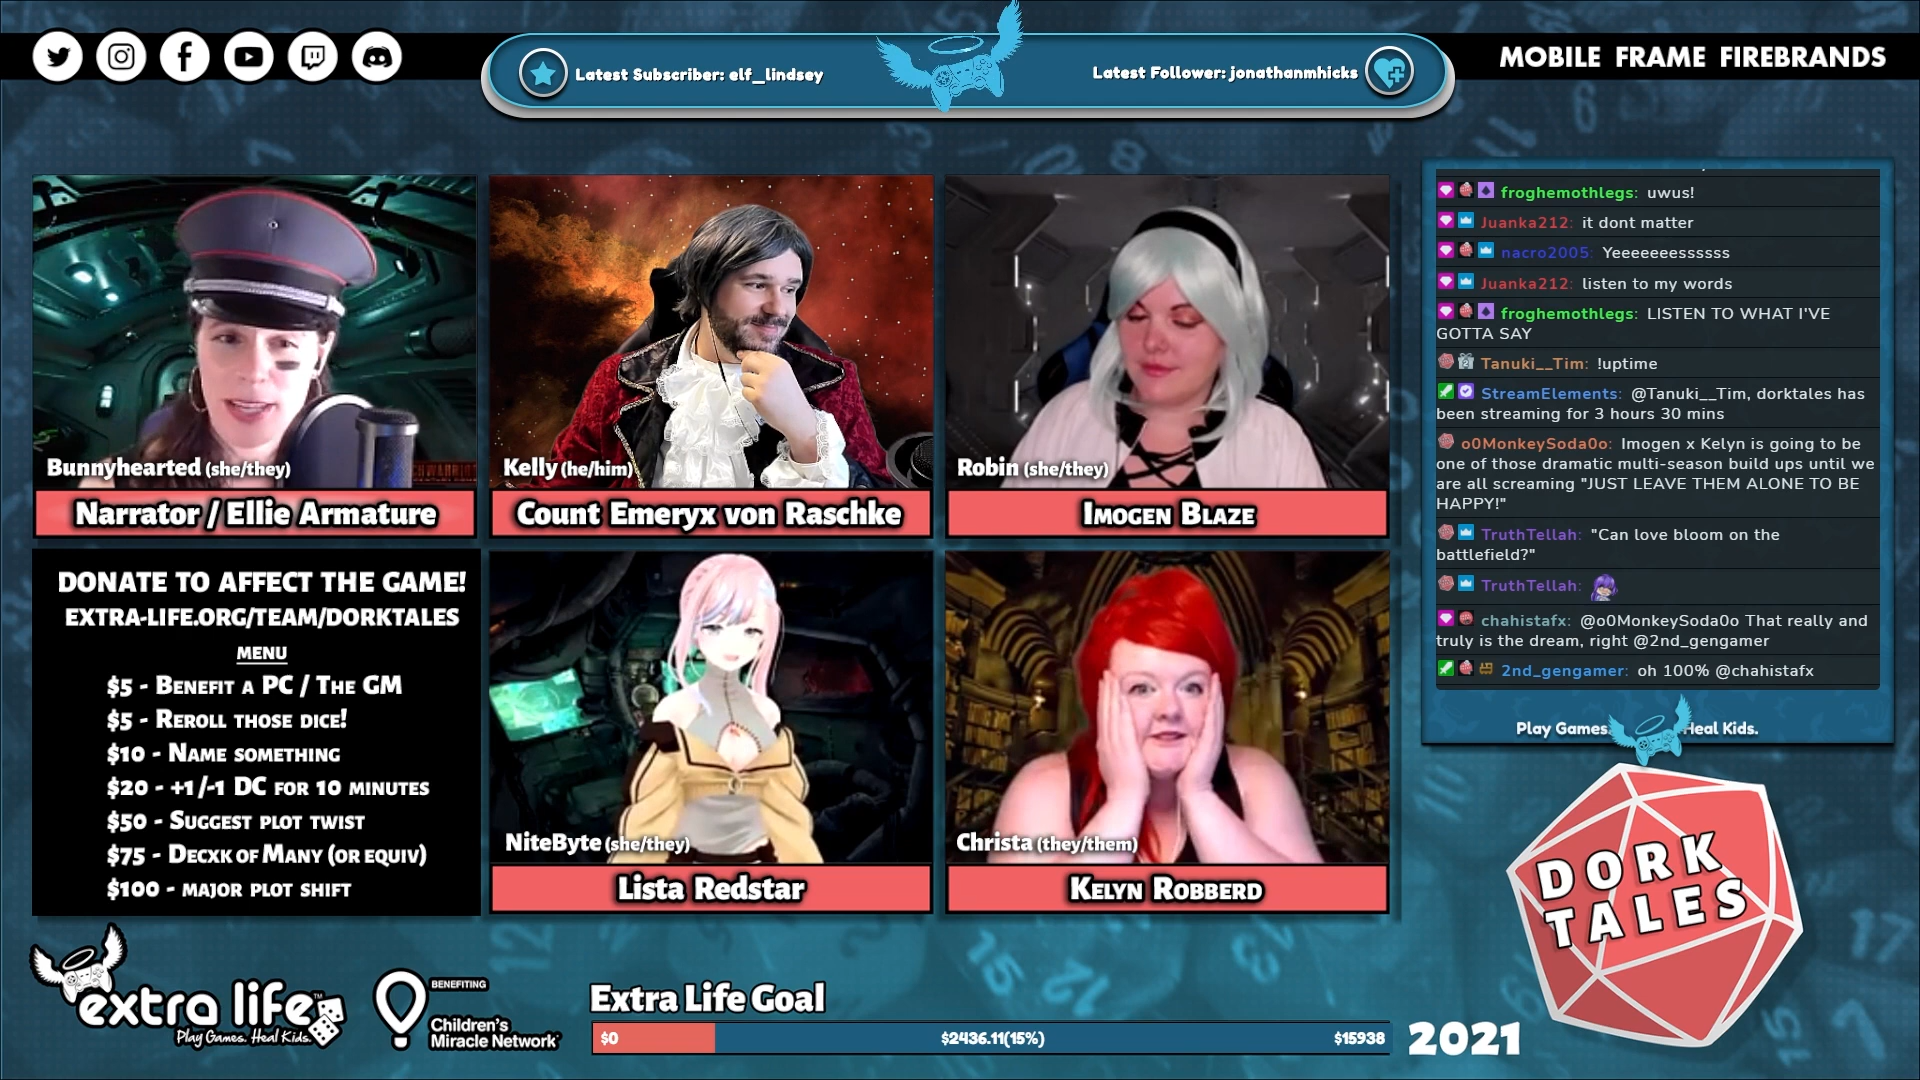 Latest Subscriber: elf_lindsey
Latest Follower: jonathanmhicks
MOBILE FRAME FIREBRANDS
Bunnyhearted (she/they)
Narrator / Ellie Armature
Kelly (he/him)
Count Emeryx von Raschke
Robin (she/they)
Imogen Blaze
froghemothlegs: uwus!
Juanka212: it dont matter
nacro2005: Yeeeeeeessssss
Juanka212: listen to my words
froghemothlegs: LISTEN TO WHAT I'VE
GOTTA SAY
Tanuki__Tim: !uptime
StreamElements: @Tanuki__Tim, dorktales has
been streaming for 3 hours 30 mins
o0MonkeySoda0o: Imogen x Kelyn is going to be
one of those dramatic multi-season build ups until we
are all screaming "JUST LEAVE THEM ALONE TO BE
HAPPY!"
TruthTellah: "Can love bloom on the
battlefield?"
TruthTellah:
chahistafx: @o0MonkeySoda0o That really and
truly is the dream, right @2nd_gengamer
2nd_gengamer: oh 100% @chahistafx
Play Games. Heal Kids.
DONATE TO AFFECT THE GAME!
EXTRA-LIFE.ORG/TEAM/DORKTALES
MENU
$5 - Benefit a PC / The GM
$5 - Reroll those dice!
$10 - Name something
$20 - +1/-1 DC for 10 minutes
$50 - Suggest plot twist
$75 - Decxk of Many (or equiv)
$100 - major plot shift
NiteByte (she/they)
Lista Redstar
Christa (they/them)
Kelyn Robberd
DORK
TALES
extra life
Play Games. Heal Kids.
BENEFITING
Children's
Miracle Network
Extra Life Goal
$0
$2436.11(15%)
$15938
2021